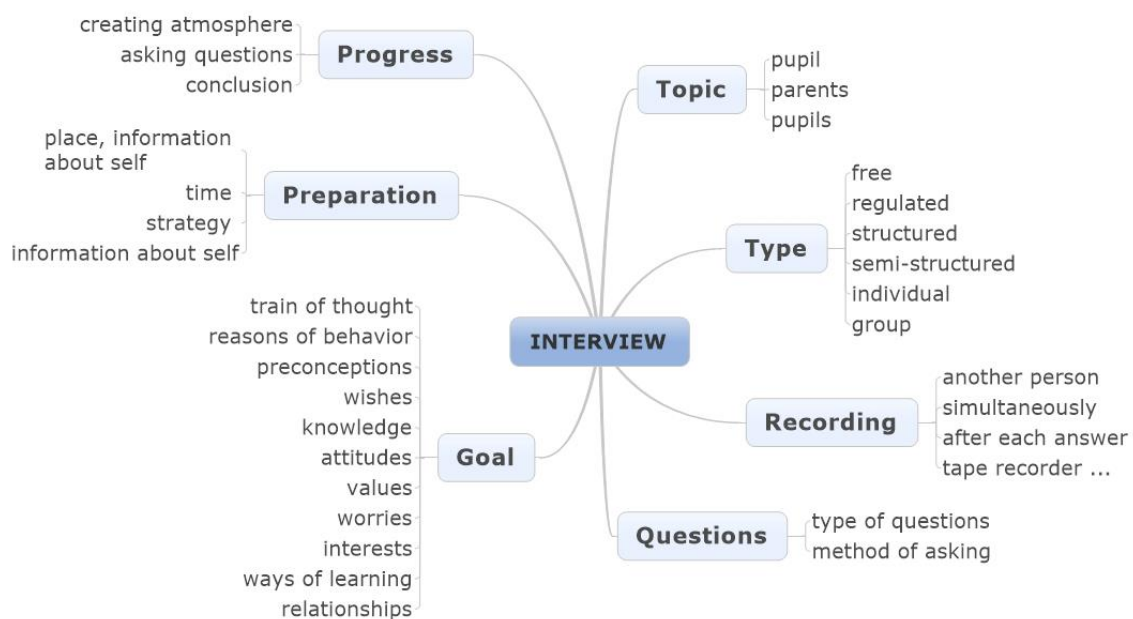 INTERVIEW
Progress
creating atmosphere
asking questions
conclusion
Preparation
place, information
about self
time
strategy
information about self
Goal
train of thought
reasons of behavior
preconceptions
wishes
knowledge
attitudes
values
worries
interests
ways of learning
relationships
Topic
pupil
parents
pupils
Type
free
regulated
structured
semi-structured
individual
group
Recording
another person
simultaneously
after each answer
tape recorder ...
Questions
type of questions
method of asking